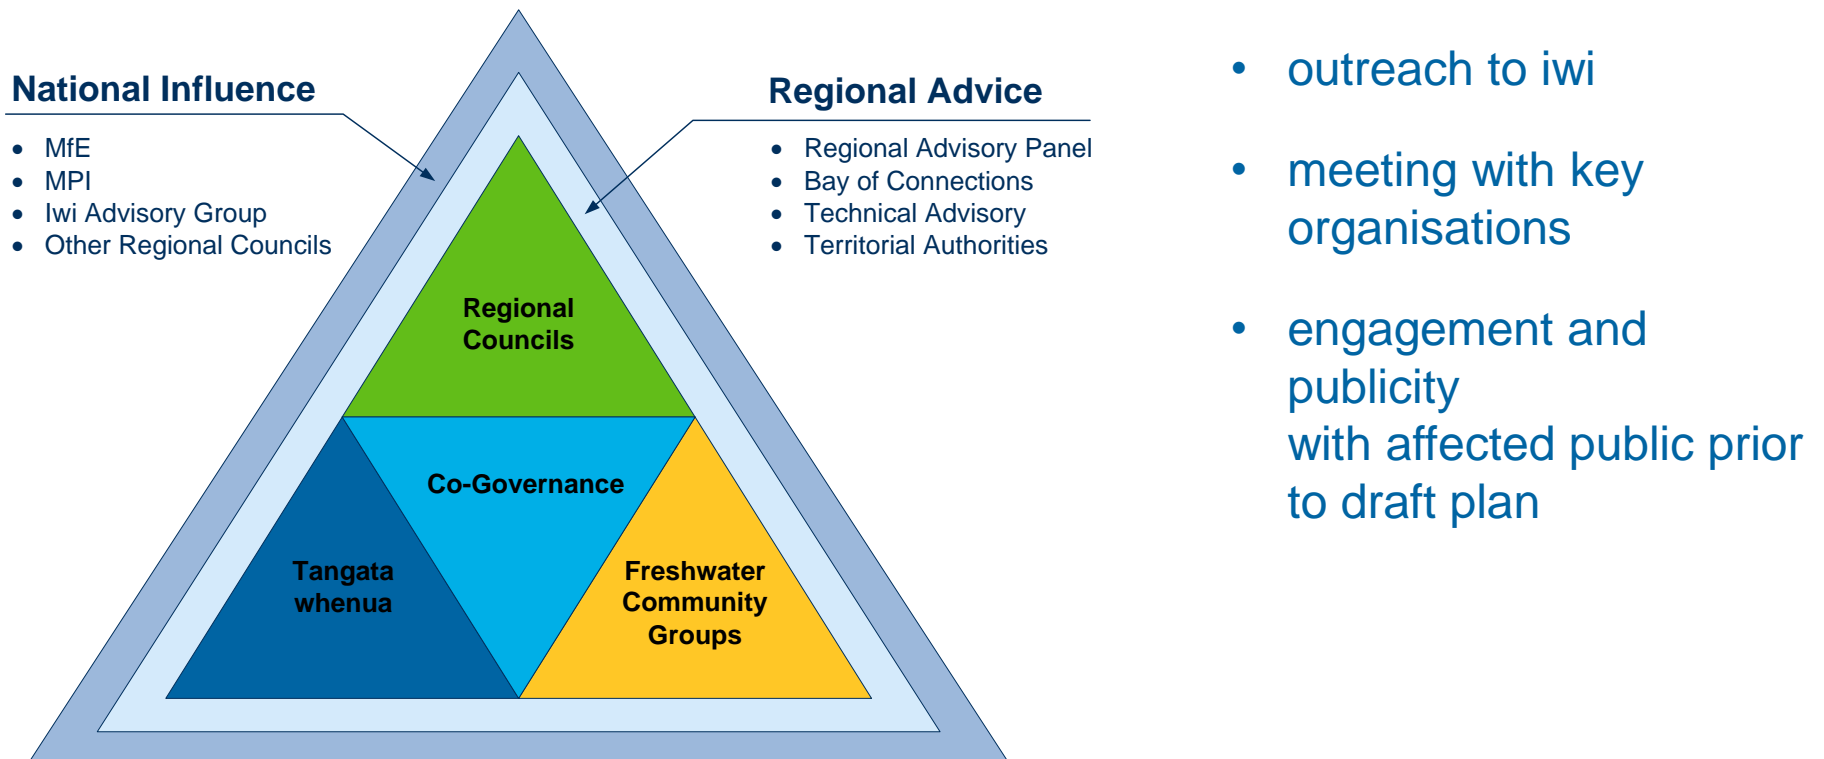 National Influence
• MfE
• MPI
• Iwi Advisory Group
• Other Regional Councils
Regional Advice
• Regional Advisory Panel
• Bay of Connections
• Technical Advisory
• Territorial Authorities
Regional
Councils
Co-Governance
Tangata
whenua
Freshwater
Community
Groups
• outreach to iwi
• meeting with key
organisations
• engagement and
publicity
with affected public prior
to draft plan